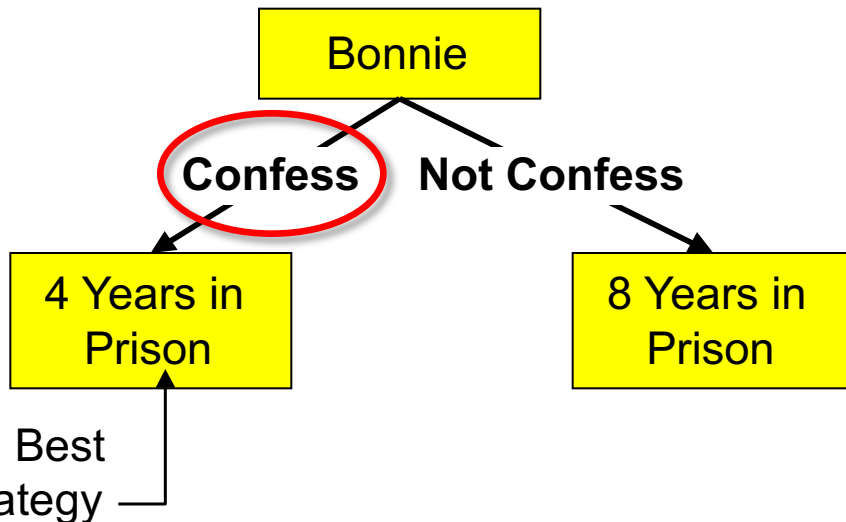 Bonnie
Confess Not Confess
4 Years in
Prison
8 Years in
Prison
Best